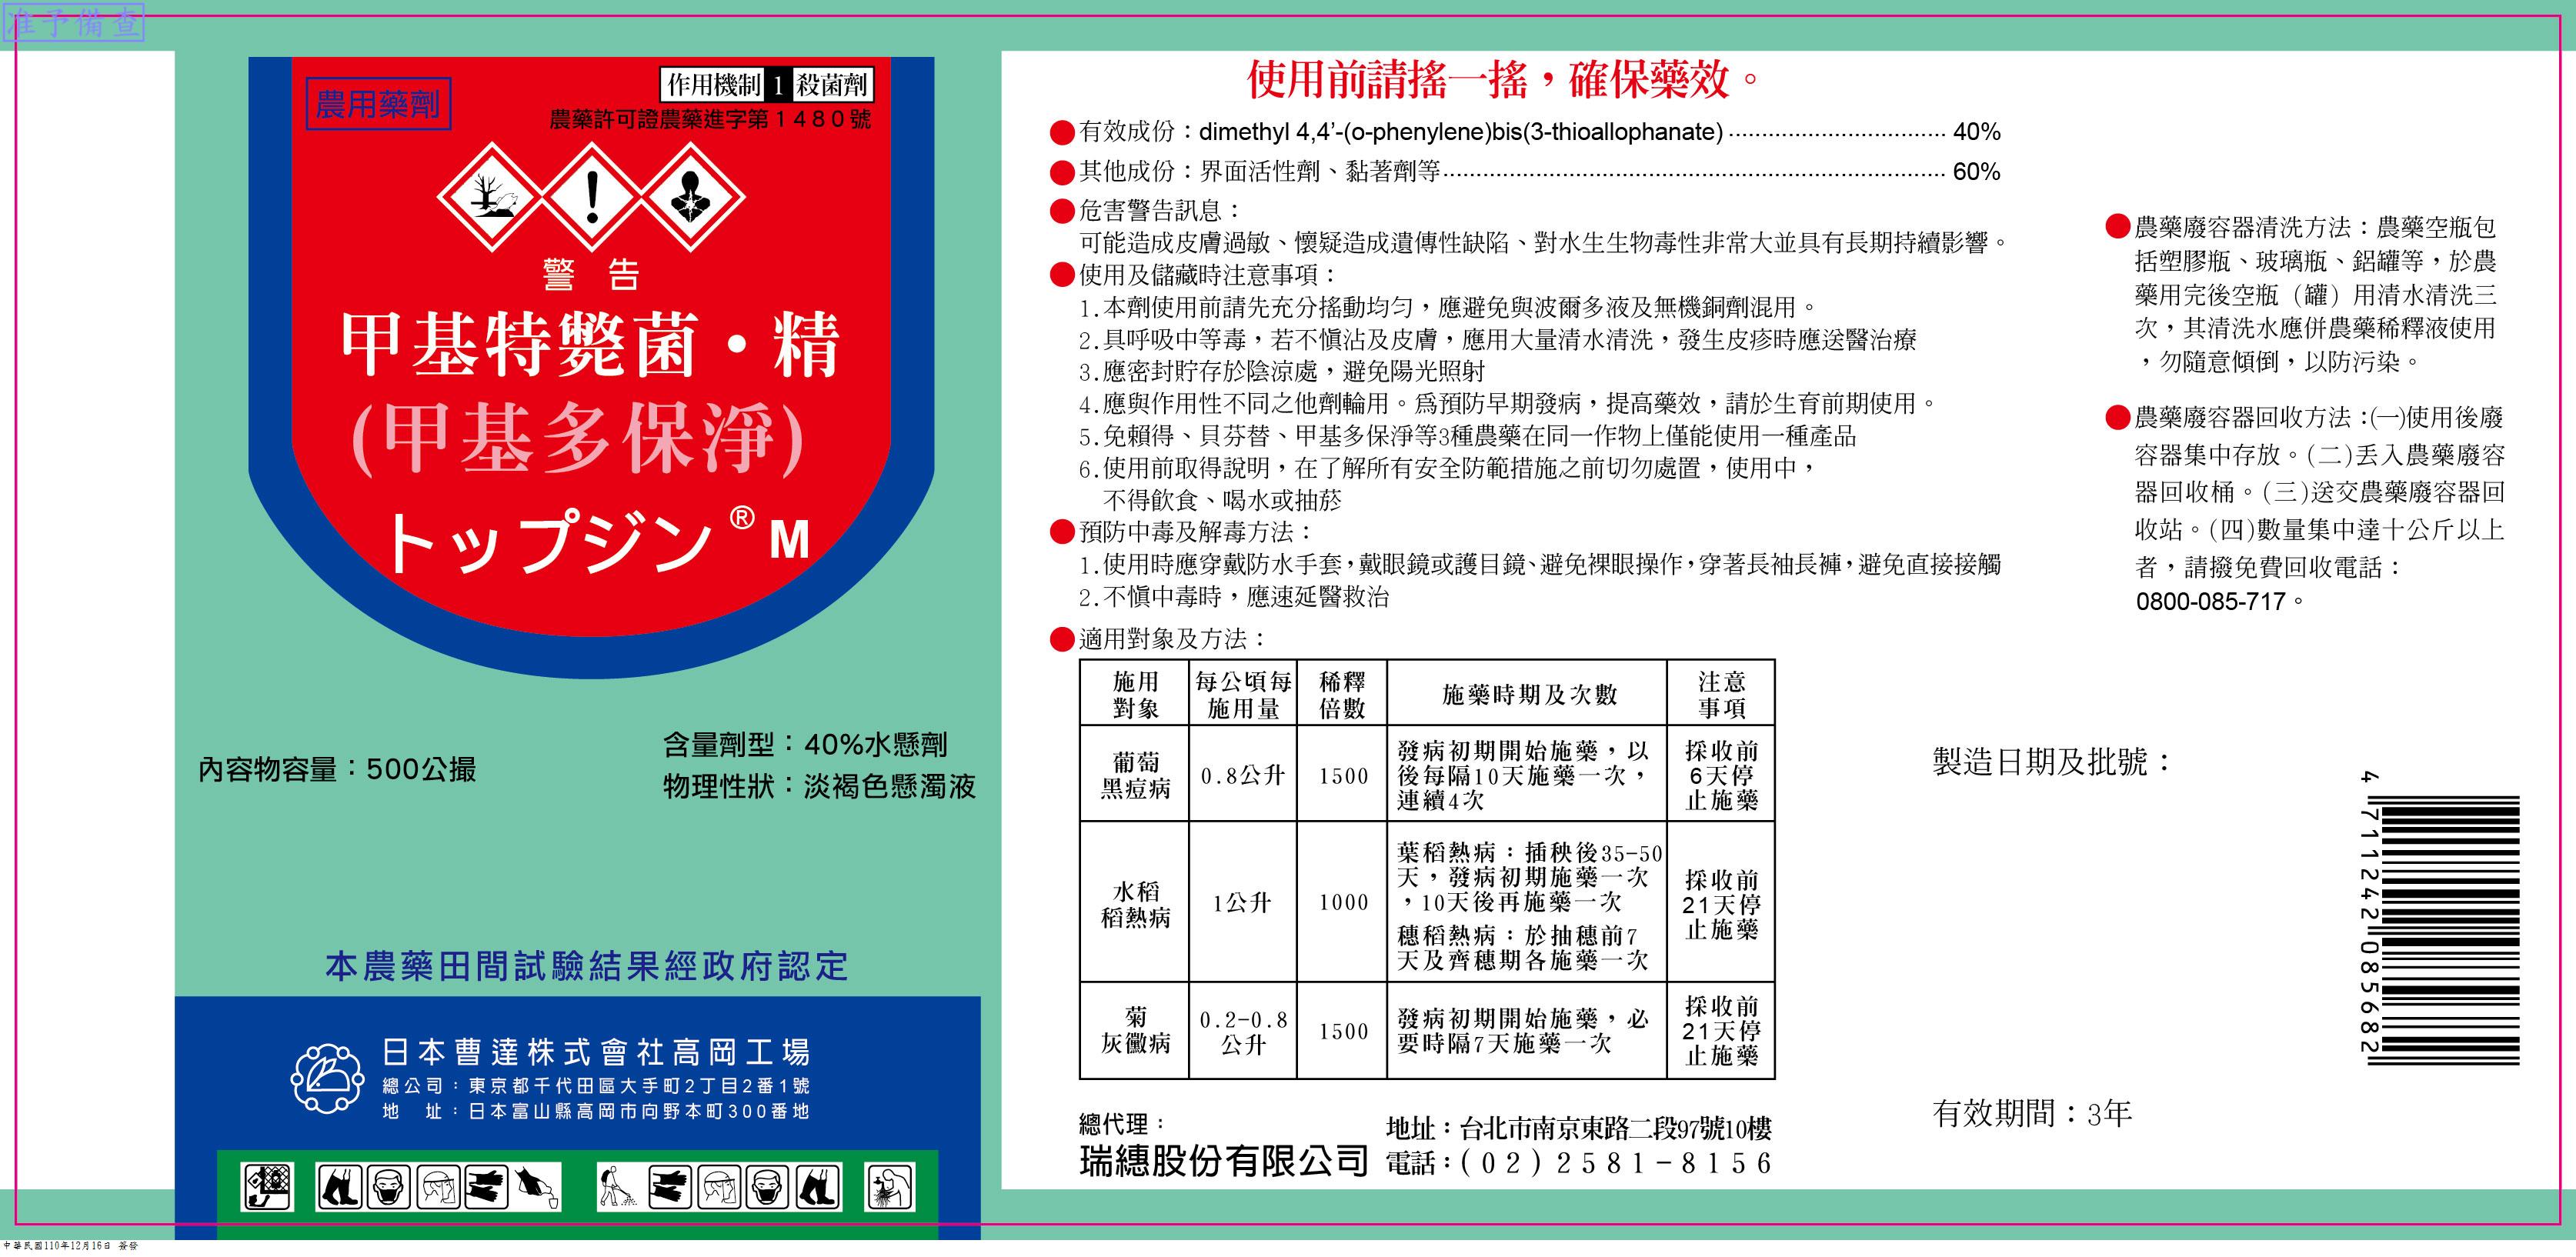 准予備查
農用藥劑
作用機制 1 殺菌劑
農藥許可證農藥進字第1480號
警 告
甲基特斃菌・精
(甲基多保淨)
トップジン® M
內容物容量：500公撮
含量劑型：40%水懸劑
物理性狀：淡褐色懸濁液
本農藥田間試驗結果經政府認定
日本曹達株式會社高岡工場
總公司：東京都千代田區大手町2丁目2番1號
地 址：日本富山縣高岡市向野本町300番地
使用前請搖一搖，確保藥效。
有效成份：dimethyl 4,4’-(o-phenylene)bis(3-thioallophanate) ................................. 40%
其他成份：界面活性劑、黏著劑等............................................................................ 60%
危害警告訊息：
可能造成皮膚過敏、懷疑造成遺傳性缺陷、對水生生物毒性非常大並具有長期持續影響。
使用及儲藏時注意事項：
1.本劑使用前請先充分搖動均勻，應避免與波爾多液及無機銅劑混用。
2.具呼吸中等毒，若不慎沾及皮膚，應用大量清水清洗，發生皮疹時應送醫治療
3.應密封貯存於陰涼處，避免陽光照射
4.應與作用性不同之他劑輪用。為預防早期發病，提高藥效，請於生育前期使用。
5.免賴得、貝芬替、甲基多保淨等3種農藥在同一作物上僅能使用一種產品
6.使用前取得說明，在了解所有安全防範措施之前切勿處置，使用中，
不得飲食、喝水或抽菸
預防中毒及解毒方法：
1.使用時應穿戴防水手套，戴眼鏡或護目鏡、避免裸眼操作，穿著長袖長褲，避免直接接觸
2.不慎中毒時，應速延醫救治
適用對象及方法：
施用 每公頃每 稀釋 施藥時期及次數 注意
對象 施用量 倍數 事項
葡萄 0.8公升 1500 發病初期開始施藥，以 採收前
黑痘病 後每隔10天施藥一次， 6天停
連續4次 止施藥
水稻 1公升 1000 葉稻熱病：插秧後35-50 採收前
稻熱病 天，發病初期施藥一次 21天停
，10天後再施藥一次 止施藥
穗稻熱病：於抽穗前7
天及齊穗期各施藥一次
菊 0.2-0.8 1500 發病初期開始施藥，必 採收前
灰黴病 公升 要時隔7天施藥一次 21天停
止施藥
總代理：
瑞繐股份有限公司
地址：台北市南京東路二段97號10樓
電話：(02)2581-8156
農藥廢容器清洗方法：農藥空瓶包
括塑膠瓶、玻璃瓶、鋁罐等，於農
藥用完後空瓶（罐）用清水清洗三
次，其清洗水應併農藥稀釋液使用
，勿隨意傾倒，以防污染。
農藥廢容器回收方法：(一)使用後廢
容器集中存放。(二)丟入農藥廢容
器回收桶。(三)送交農藥廢容器回
收站。(四)數量集中達十公斤以上
者，請撥免費回收電話：
0800-085-717。
製造日期及批號：
有效期間：3年
4 711242 085682
中華民國110年12月16日 簽發